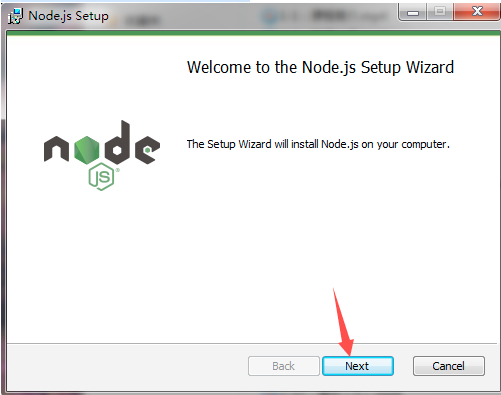 Node.js Setup
Welcome to the Node.js Setup Wizard
node
JS
The Setup Wizard will install Node.js on your computer.
Back
Next
Cancel